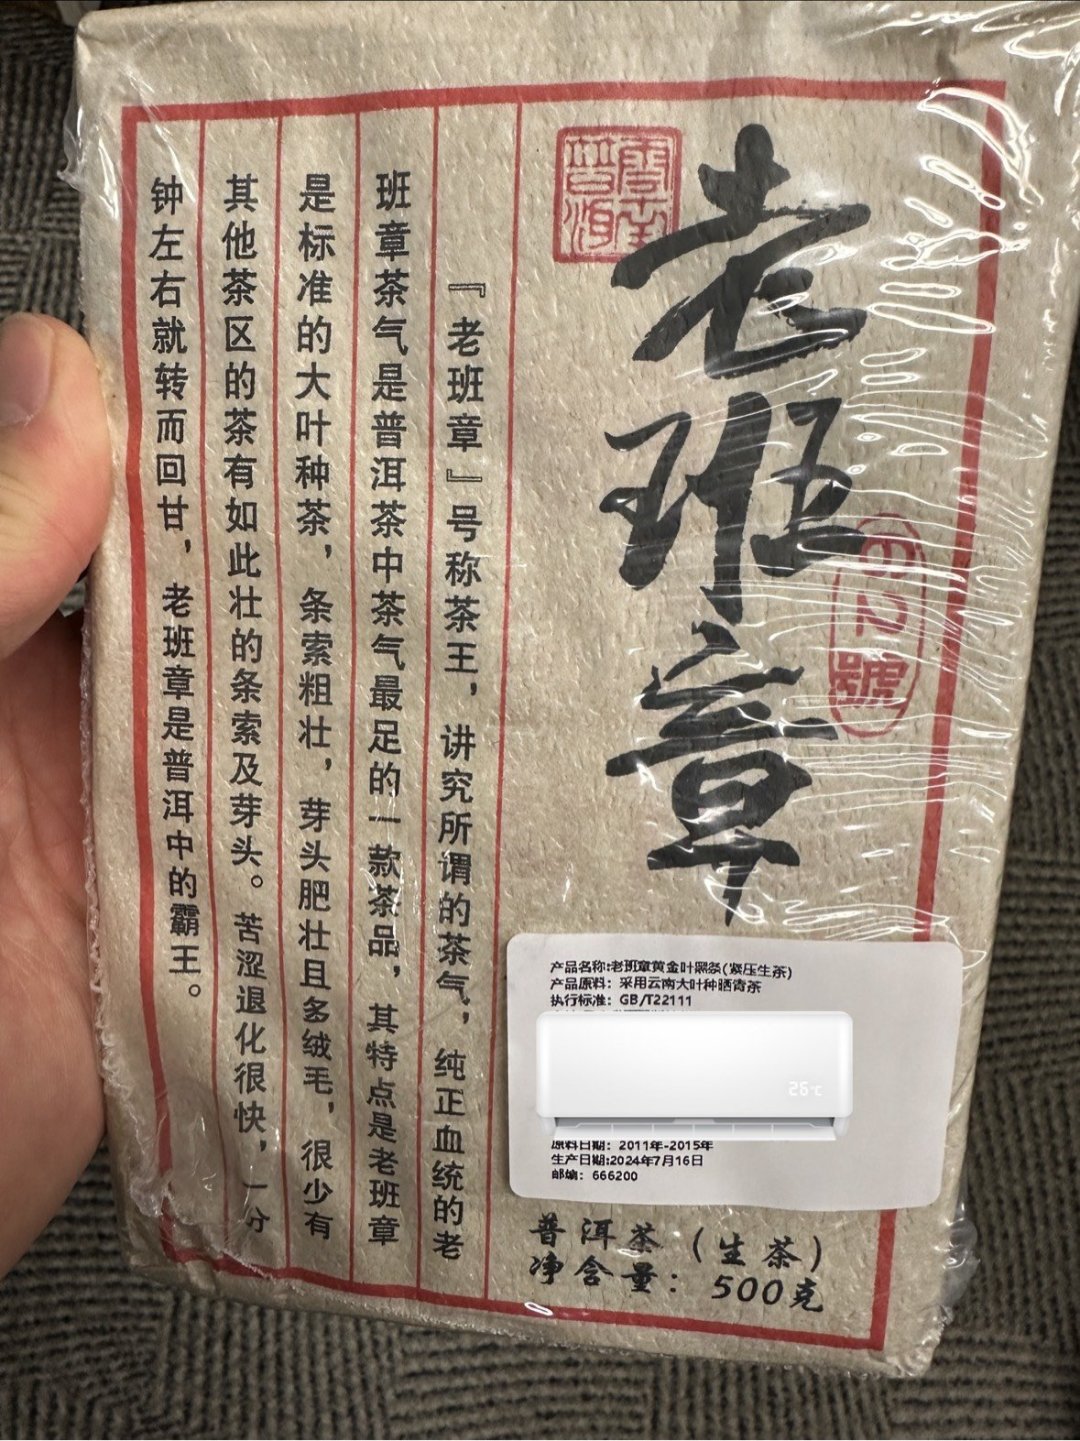 老班章
雲南
普洱
『老班章』号称茶王，讲究所谓的茶气，纯正血统的老
班章茶气是普洱茶中茶气最足的一款茶品，其特点是老班章
是标准的大叶种茶，条索粗壮，芽头肥壮且多绒毛，很少有
其他茶区的茶有如此壮的条索及芽头。苦涩退化很快，一分
钟左右就转而回甘，老班章是普洱中的霸王。
产品名称:老班章黄金叶(紧压生茶)
产品原料：采用云南大叶种晒青茶
执行标准：GB/T22111
26℃
原料日期：2011年-2015年
生产日期:2024年7月16日
邮编：666200
普洱茶（生茶）
净含量：500克